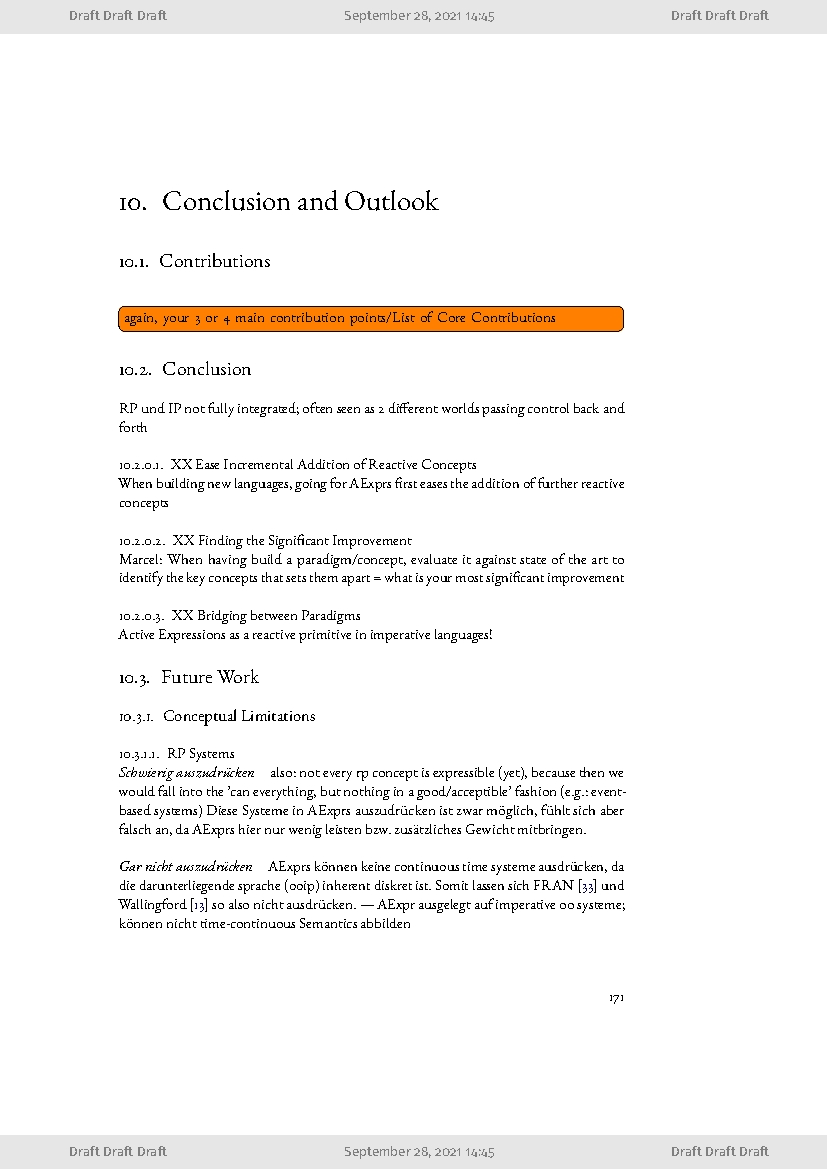 Draft Draft Draft September 28, 2021 14:45 Draft Draft Draft
10. Conclusion and Outlook
10.1. Contributions
again, your 3 or 4 main contribution points/List of Core Contributions
10.2. Conclusion
RP und IP not fully integrated; often seen as 2 different worlds passing control back and
forth
10.2.0.1. XX Ease Incremental Addition of Reactive Concepts
When building new languages, going for AExprs first eases the addition of further reactive
concepts
10.2.0.2. XX Finding the Significant Improvement
Marcel: When having build a paradigm/concept, evaluate it against state of the art to
identify the key concepts that sets them apart = what is your most significant improvement
10.2.0.3. XX Bridging between Paradigms
Active Expressions as a reactive primitive in imperative languages!
10.3. Future Work
10.3.1. Conceptual Limitations
10.3.1.1. RP Systems
Schwierig auszudrücken also: not every rp concept is expressible (yet), because then we
would fall into the 'can everything, but nothing in a good/acceptible' fashion (e.g.: event-
based systems) Diese Systeme in AExprs auszudrücken ist zwar möglich, fühlt sich aber
falsch an, da AExprs hier nur wenig leisten bzw. zusätzliches Gewicht mitbringen.
Gar nicht auszudrücken AExprs können keine continuous time systeme ausdrücken, da
die darunterliegende sprache (ooip) inherent diskret ist. Somit lassen sich FRAN [33] und
Wallingford [13] so also nicht ausdrücken. — AExpr ausgelegt auf imperative oo systeme;
können nicht time-continuous Semantics abbilden
171
Draft Draft Draft September 28, 2021 14:45 Draft Draft Draft